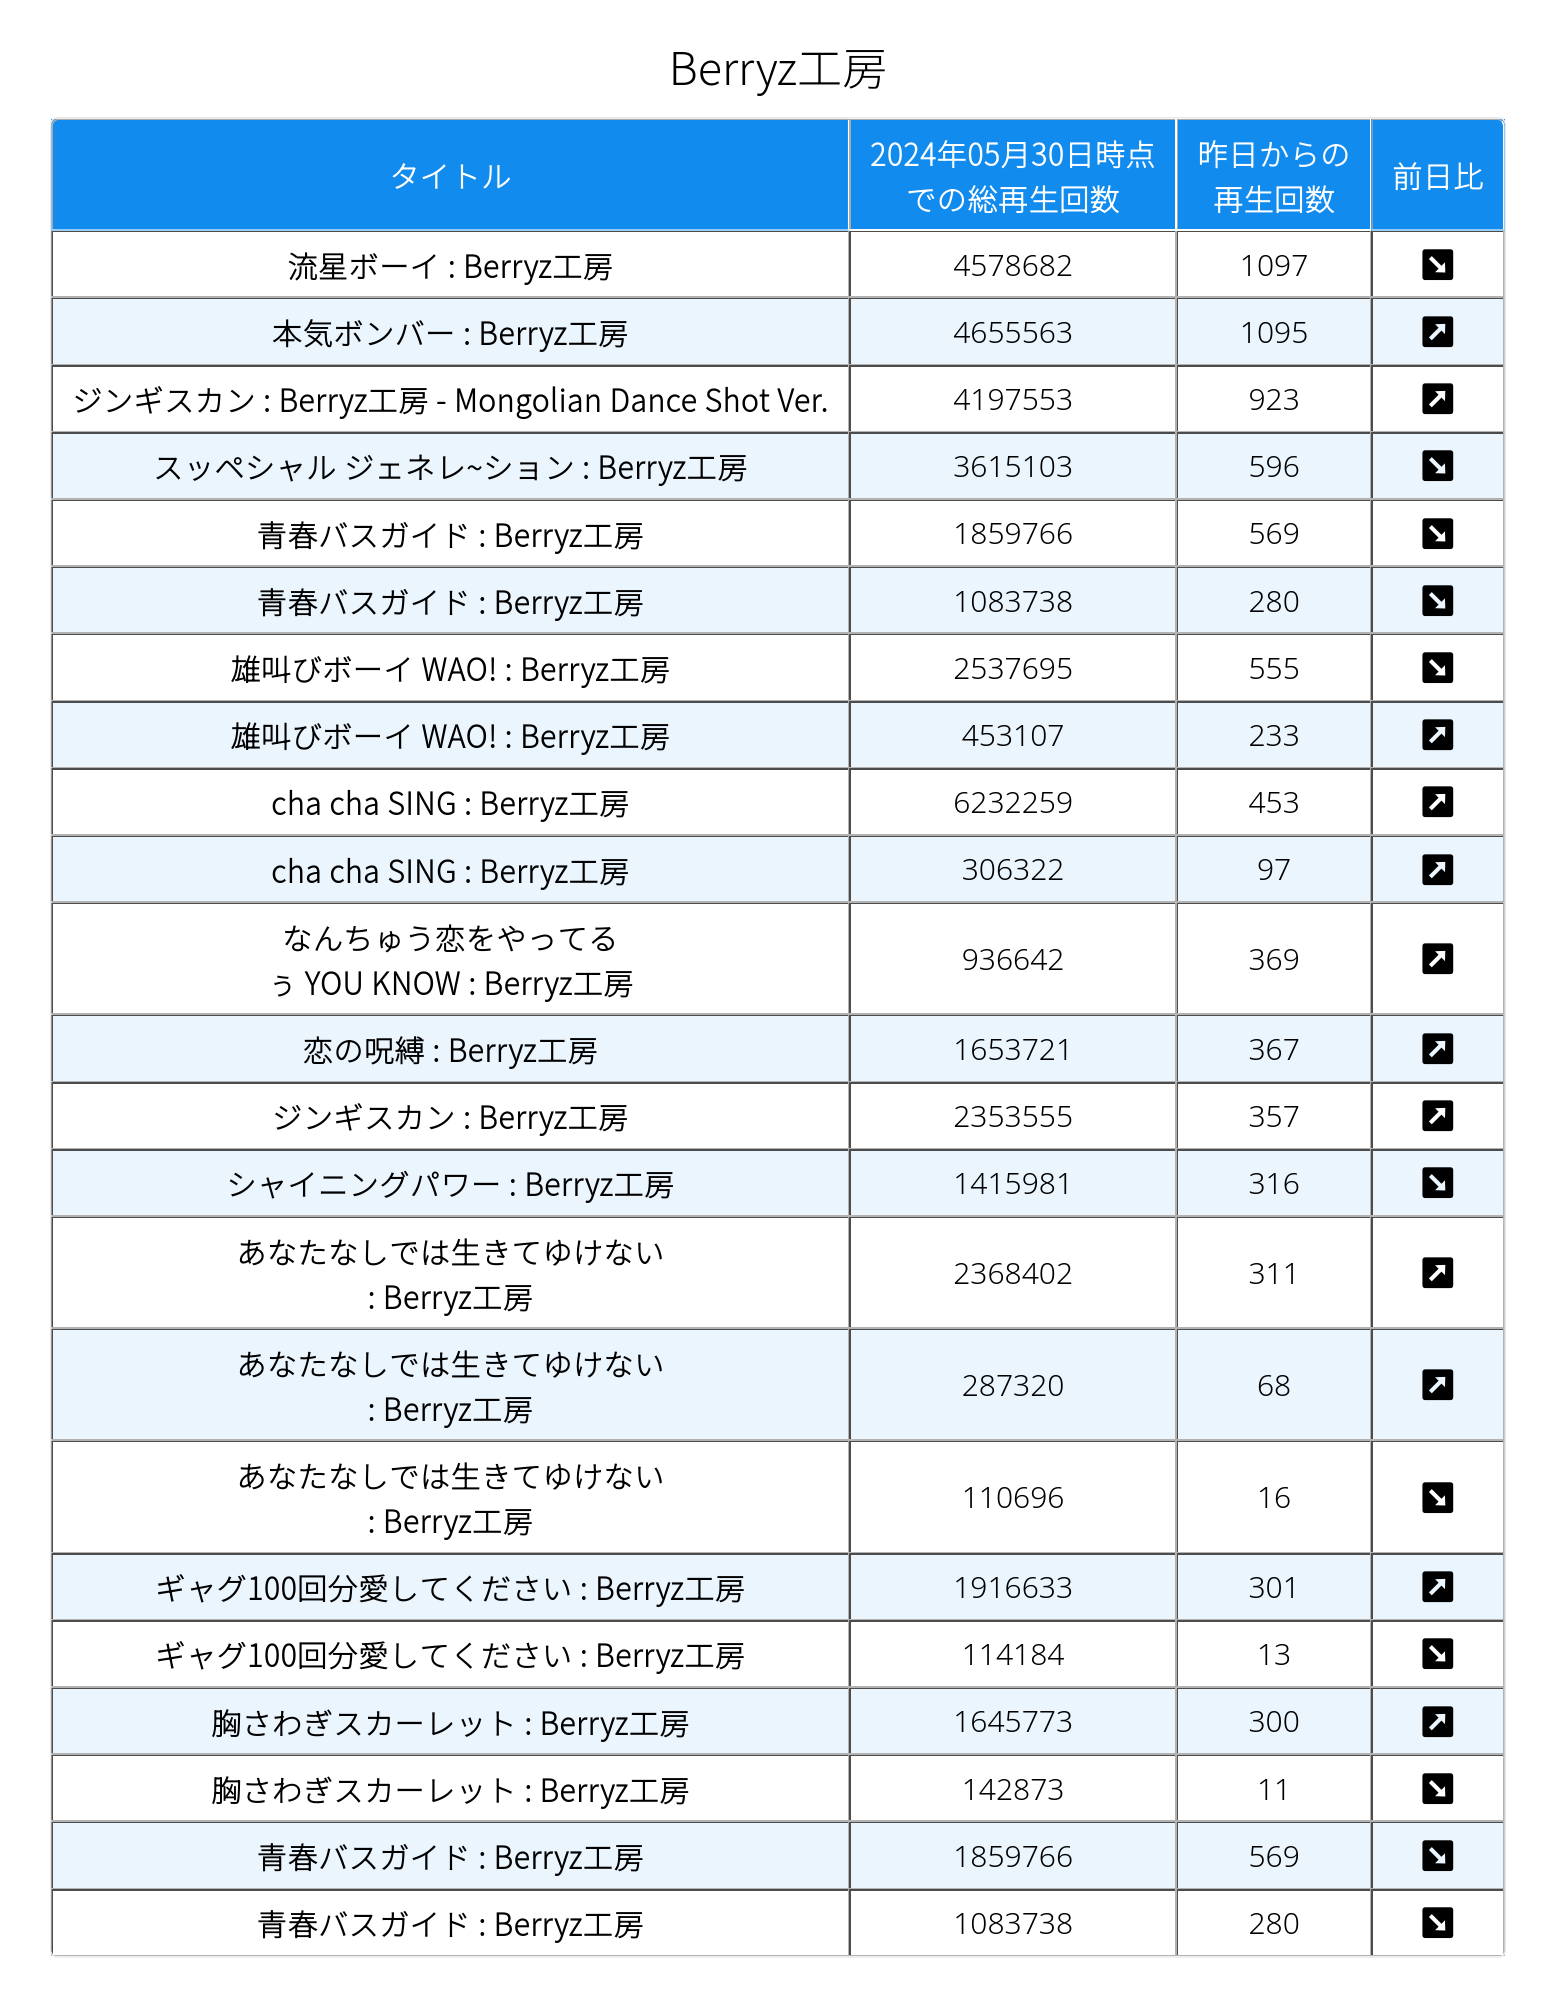 Berryz工房
タイトル 2024年05月30日時点 昨日からの 前日比
での総再生回数 再生回数
流星ボーイ : Berryz工房 4578682 1097
本気ボンバー : Berryz工房 4655563 1095
ジンギスカン : Berryz工房 - Mongolian Dance Shot Ver. 4197553 923
スッペシャル ジェネレ~ション : Berryz工房 3615103 596
青春バスガイド : Berryz工房 1859766 569
青春バスガイド : Berryz工房 1083738 280
雄叫びボーイ WAO! : Berryz工房 2537695 555
雄叫びボーイ WAO! : Berryz工房 453107 233
cha cha SING : Berryz工房 6232259 453
cha cha SING : Berryz工房 306322 97
なんちゅう恋をやってる
ぅ YOU KNOW : Berryz工房 936642 369
恋の呪縛 : Berryz工房 1653721 367
ジンギスカン : Berryz工房 2353555 357
シャイニングパワー : Berryz工房 1415981 316
あなたなしでは生きてゆけない
: Berryz工房 2368402 311
あなたなしでは生きてゆけない
: Berryz工房 287320 68
あなたなしでは生きてゆけない
: Berryz工房 110696 16
ギャグ100回分愛してください : Berryz工房 1916633 301
ギャグ100回分愛してください : Berryz工房 114184 13
胸さわぎスカーレット : Berryz工房 1645773 300
胸さわぎスカーレット : Berryz工房 142873 11
青春バスガイド : Berryz工房 1859766 569
青春バスガイド : Berryz工房 1083738 280